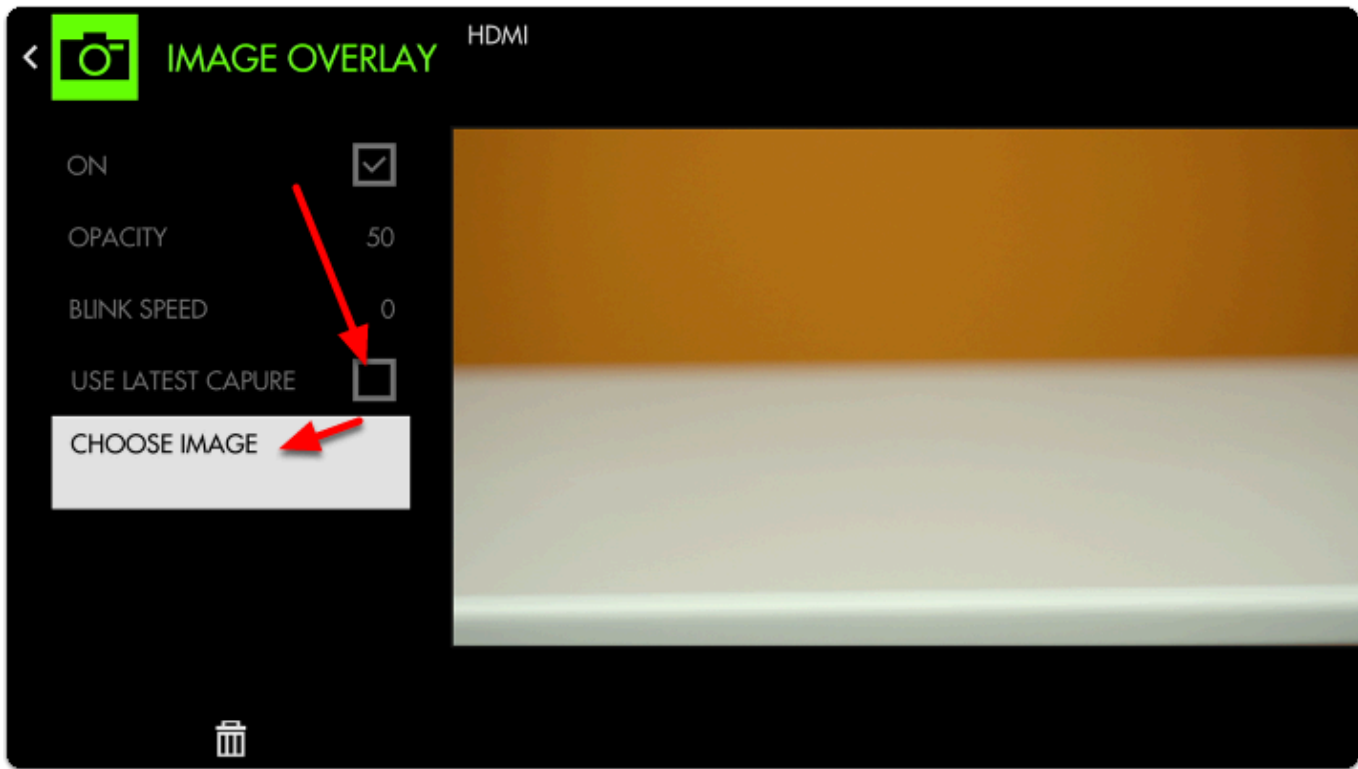 IMAGE OVERLAY
HDMI
ON
OPACITY 50
BLINK SPEED 0
USE LATEST CAPURE
CHOOSE IMAGE